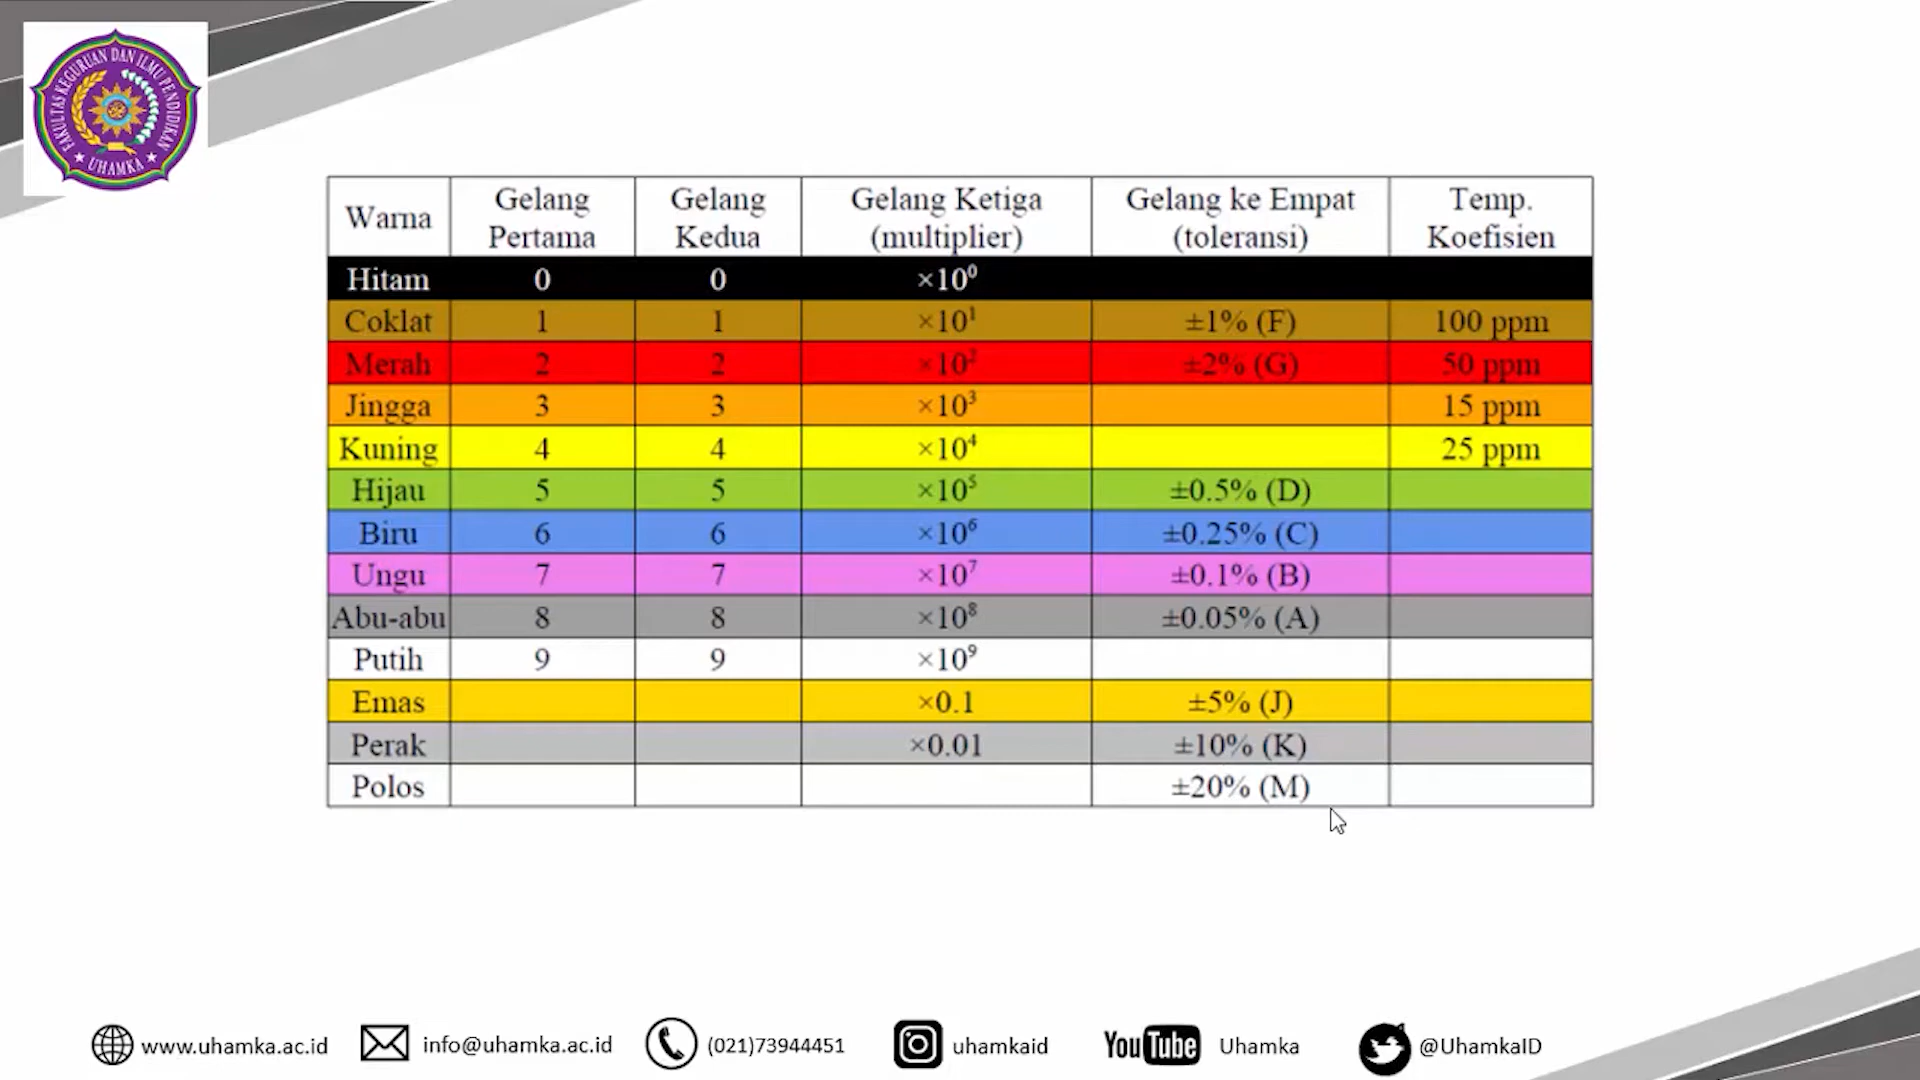 FAKULTAS KEGURUAN DAN ILMU PENDIDIKAN
UHAMKA
Warna Gelang Pertama Gelang Kedua Gelang Ketiga (multiplier) Gelang ke Empat (toleransi) Temp. Koefisien
Hitam 0 0 ×10⁰
Coklat 1 1 ×10¹ ±1% (F) 100 ppm
Merah 2 2 ×10² ±2% (G) 50 ppm
Jingga 3 3 ×10³ 15 ppm
Kuning 4 4 ×10⁴ 25 ppm
Hijau 5 5 ×10⁵ ±0.5% (D)
Biru 6 6 ×10⁶ ±0.25% (C)
Ungu 7 7 ×10⁷ ±0.1% (B)
Abu-abu 8 8 ×10⁸ ±0.05% (A)
Putih 9 9 ×10⁹
Emas ×0.1 ±5% (J)
Perak ×0.01 ±10% (K)
Polos ±20% (M)
www.uhamka.ac.id info@uhamka.ac.id (021)73944451 uhamkaid YouTube Uhamka @UhamkaID